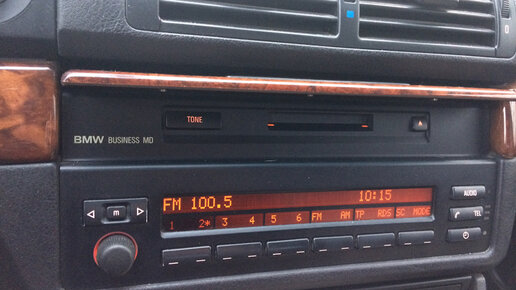 TONE
BMW BUSINESS MD
FM 100.5 10:15
1 2* 3 4 5 6 FM AM TP RDS SC MODE
m
AUDIO
TEL